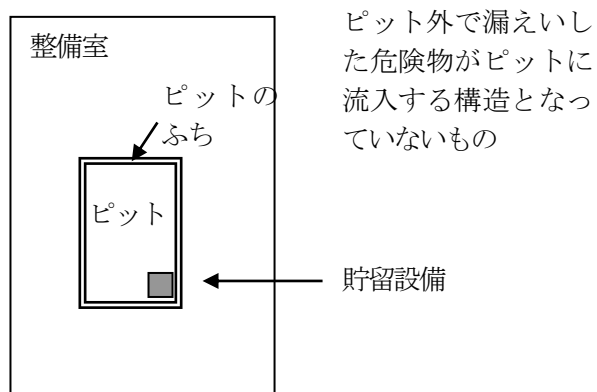 整備室
ピットの
ふち
ピット
ピット外で漏えいし
た危険物がピットに
流入する構造となっ
ていないもの
貯留設備